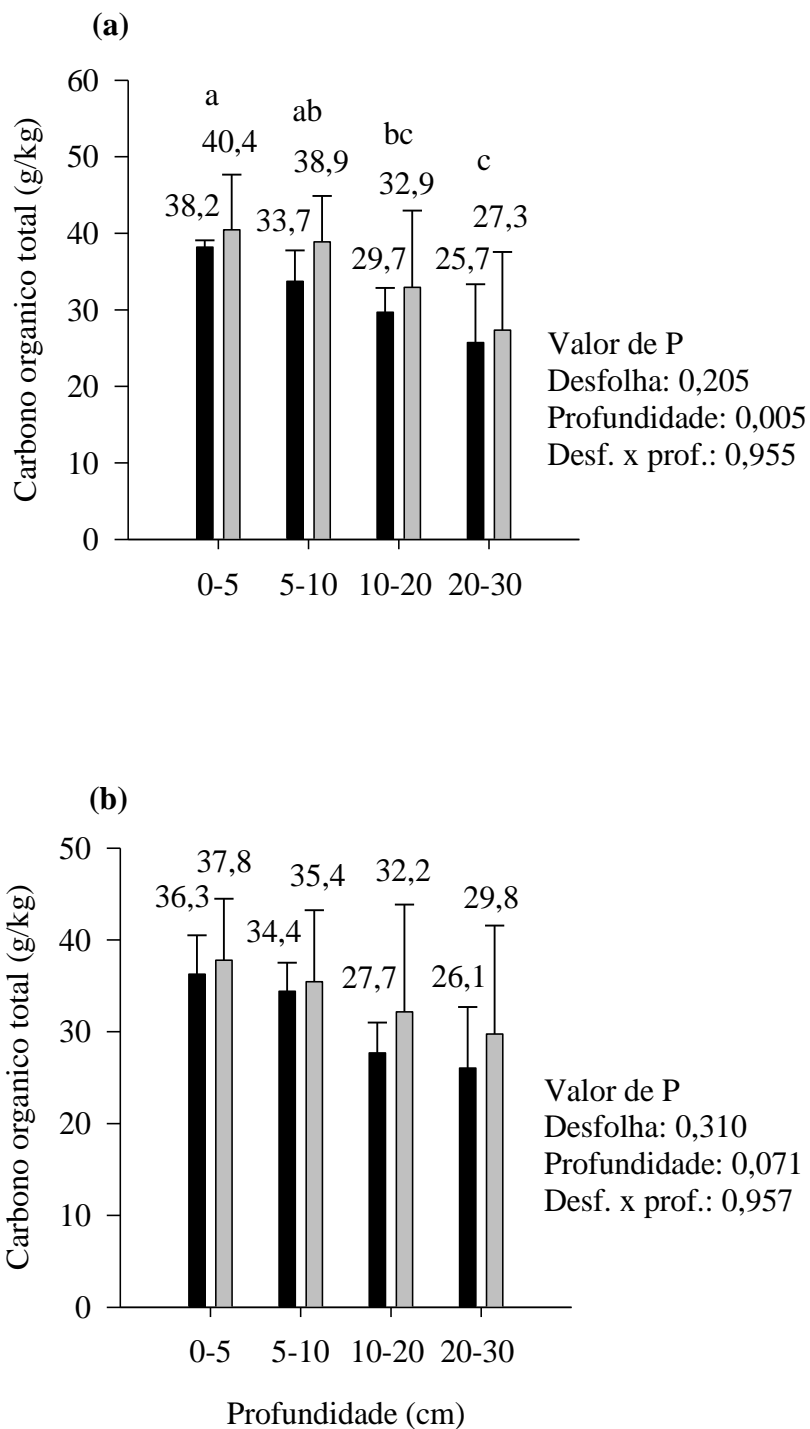 (a)
Carbono organico total (g/kg)
60
50
40
30
20
10
0
a
ab
bc
c
40,4
38,9
32,9
27,3
38,2
33,7
29,7
25,7
Valor de P
Desfolha: 0,205
Profundidade: 0,005
Desf. x prof.: 0,955
0-5 5-10 10-20 20-30
(b)
Carbono organico total (g/kg)
50
40
30
20
10
0
37,8
35,4
32,2
29,8
36,3
34,4
27,7
26,1
Valor de P
Desfolha: 0,310
Profundidade: 0,071
Desf. x prof.: 0,957
0-5 5-10 10-20 20-30
Profundidade (cm)